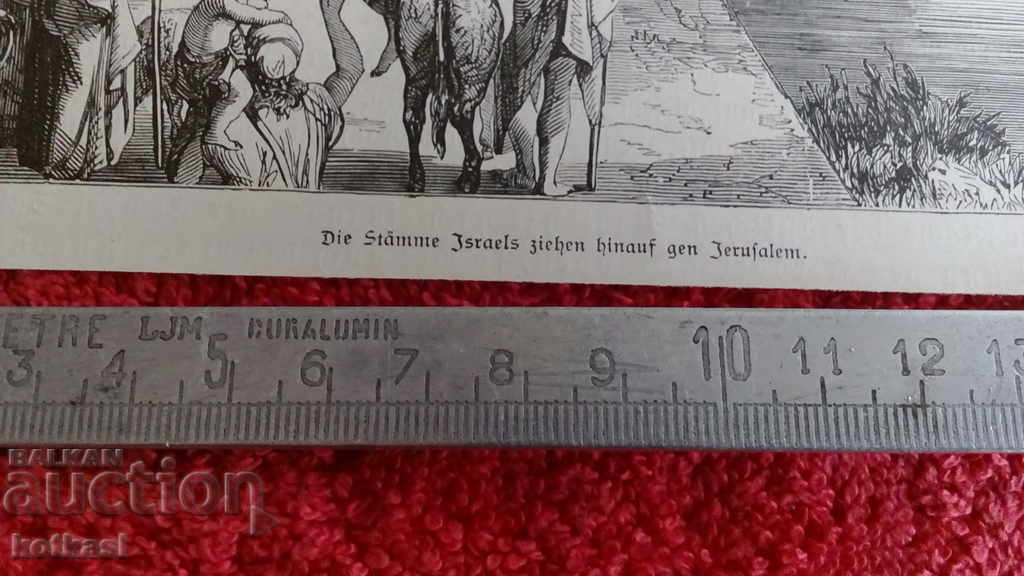 Die Stämme Israels ziehen hinauf gen Jerusalem.
ETRE LJM DURALUMIN
3 4 5 6 7 8 9 10 11 12 13
BALKAN
auction
kotkasl